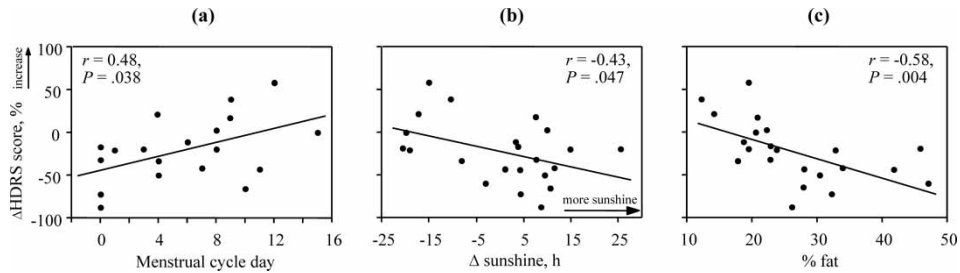 (a)
(b)
(c)
ΔHDRS score, %
increase
100
50
0
-50
-100
r = 0.48,
P = .038
0
4
8
12
16
Menstrual cycle day
r = -0.43,
P = .047
more sunshine
-25
-15
-5
5
15
25
Δ sunshine, h
r = -0.58,
P = .004
10
20
30
40
50
% fat